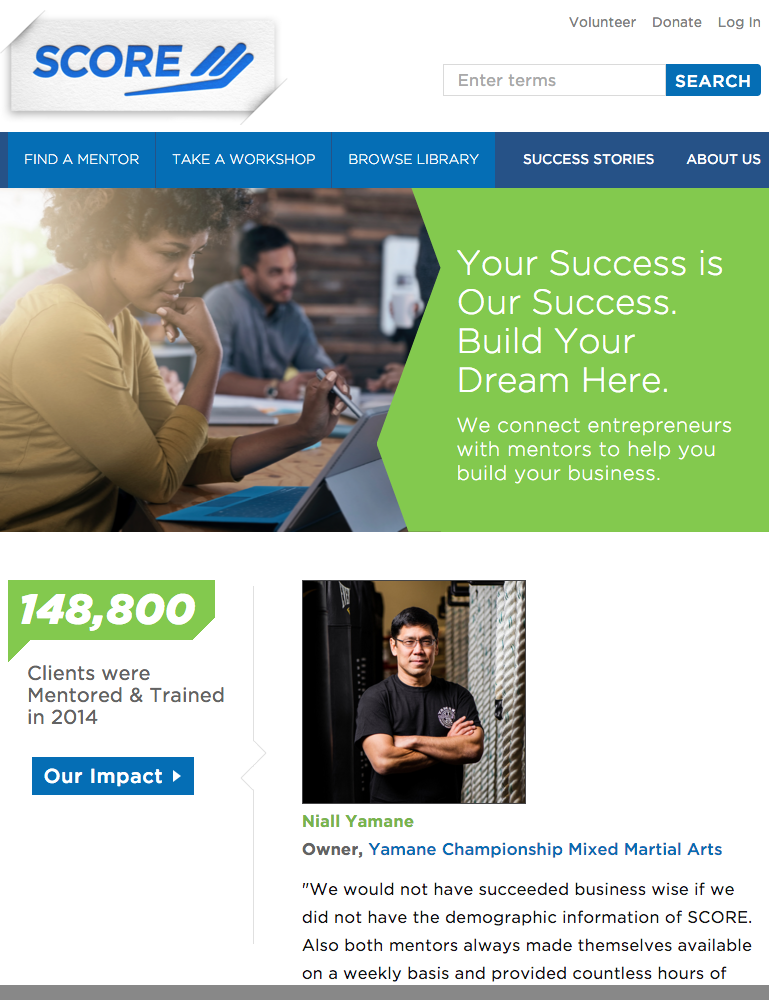 Volunteer Donate Log In
SCORE
Enter terms SEARCH
FIND A MENTOR TAKE A WORKSHOP BROWSE LIBRARY SUCCESS STORIES ABOUT US
Your Success is
Our Success.
Build Your
Dream Here.
We connect entrepreneurs
with mentors to help you
build your business.
148,800
Clients were
Mentored & Trained
in 2014
Our Impact
Niall Yamane
Owner, Yamane Championship Mixed Martial Arts
"We would not have succeeded business wise if we
did not have the demographic information of SCORE.
Also both mentors always made themselves available
on a weekly basis and provided countless hours of